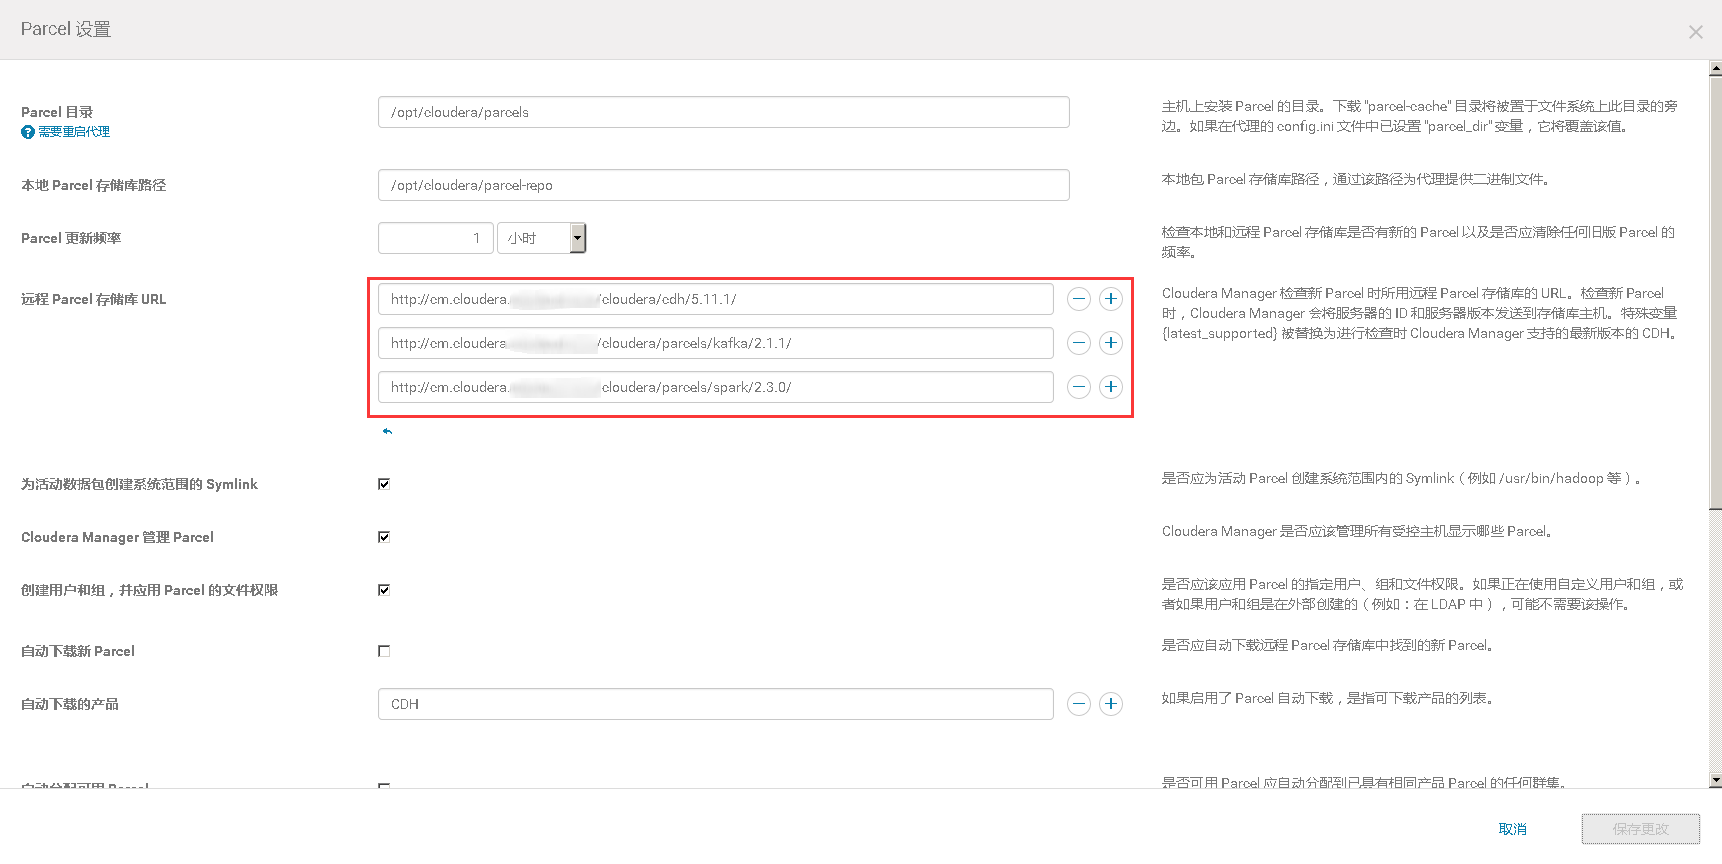 Parcel 设置
Parcel 目录
需要重启代理
/opt/cloudera/parcels
主机上安装 Parcel 的目录。下载 "parcel-cache" 目录将被置于文件系统上此目录的旁
边。如果在代理的 config.ini 文件中已设置 "parcel_dir" 变量，它将覆盖该值。
本地 Parcel 存储库路径
/opt/cloudera/parcel-repo
本地包 Parcel 存储库路径，通过该路径为代理提供二进制文件。
Parcel 更新频率
1
小时
检查本地和远程 Parcel 存储库是否有新的 Parcel 以及是否应清除任何旧版 Parcel 的
频率。
远程 Parcel 存储库 URL
http://cm.cloudera. /cloudera/cdh/5.11.1/
http://cm.cloudera /cloudera/parcels/kafka/2.1.1/
http://cm.cloudera. cloudera/parcels/spark/2.3.0/
Cloudera Manager 检查新 Parcel 时所用远程 Parcel 存储库的 URL。检查新 Parcel
时，Cloudera Manager 会将服务器的 ID 和服务器版本发送到存储库主机。特殊变量
{latest_supported} 被替换为进行检查时 Cloudera Manager 支持的最新版本的 CDH。
为活动数据包创建系统范围的 Symlink
是否应为活动 Parcel 创建系统范围内的 Symlink（例如 /usr/bin/hadoop 等）。
Cloudera Manager 管理 Parcel
Cloudera Manager 是否应该管理所有受控主机显示哪些 Parcel。
创建用户和组，并应用 Parcel 的文件权限
是否应该应用 Parcel 的指定用户、组和文件权限。如果正在使用自定义用户和组，或
者如果用户和组是在外部创建的（例如：在 LDAP 中），可能不需要该操作。
自动下载新 Parcel
是否应自动下载远程 Parcel 存储库中找到的新 Parcel。
自动下载的产品
CDH
如果启用了 Parcel 自动下载，是指可下载产品的列表。
自动分配可用 Parcel
是否可用 Parcel 应自动分配到已具有相同产品 Parcel 的任何群集。
取消
保存更改